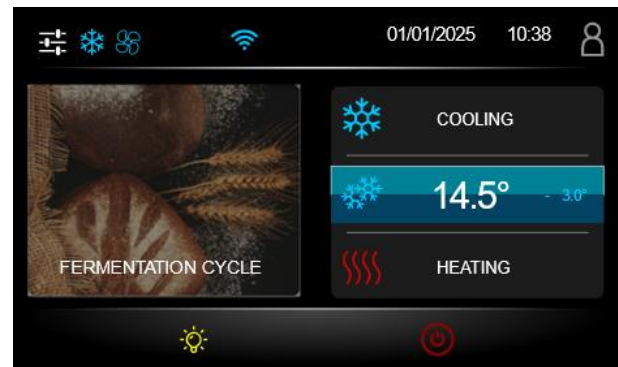 01/01/2025 10:38
COOLING
14.5° - 3.0°
FERMENTATION CYCLE
HEATING